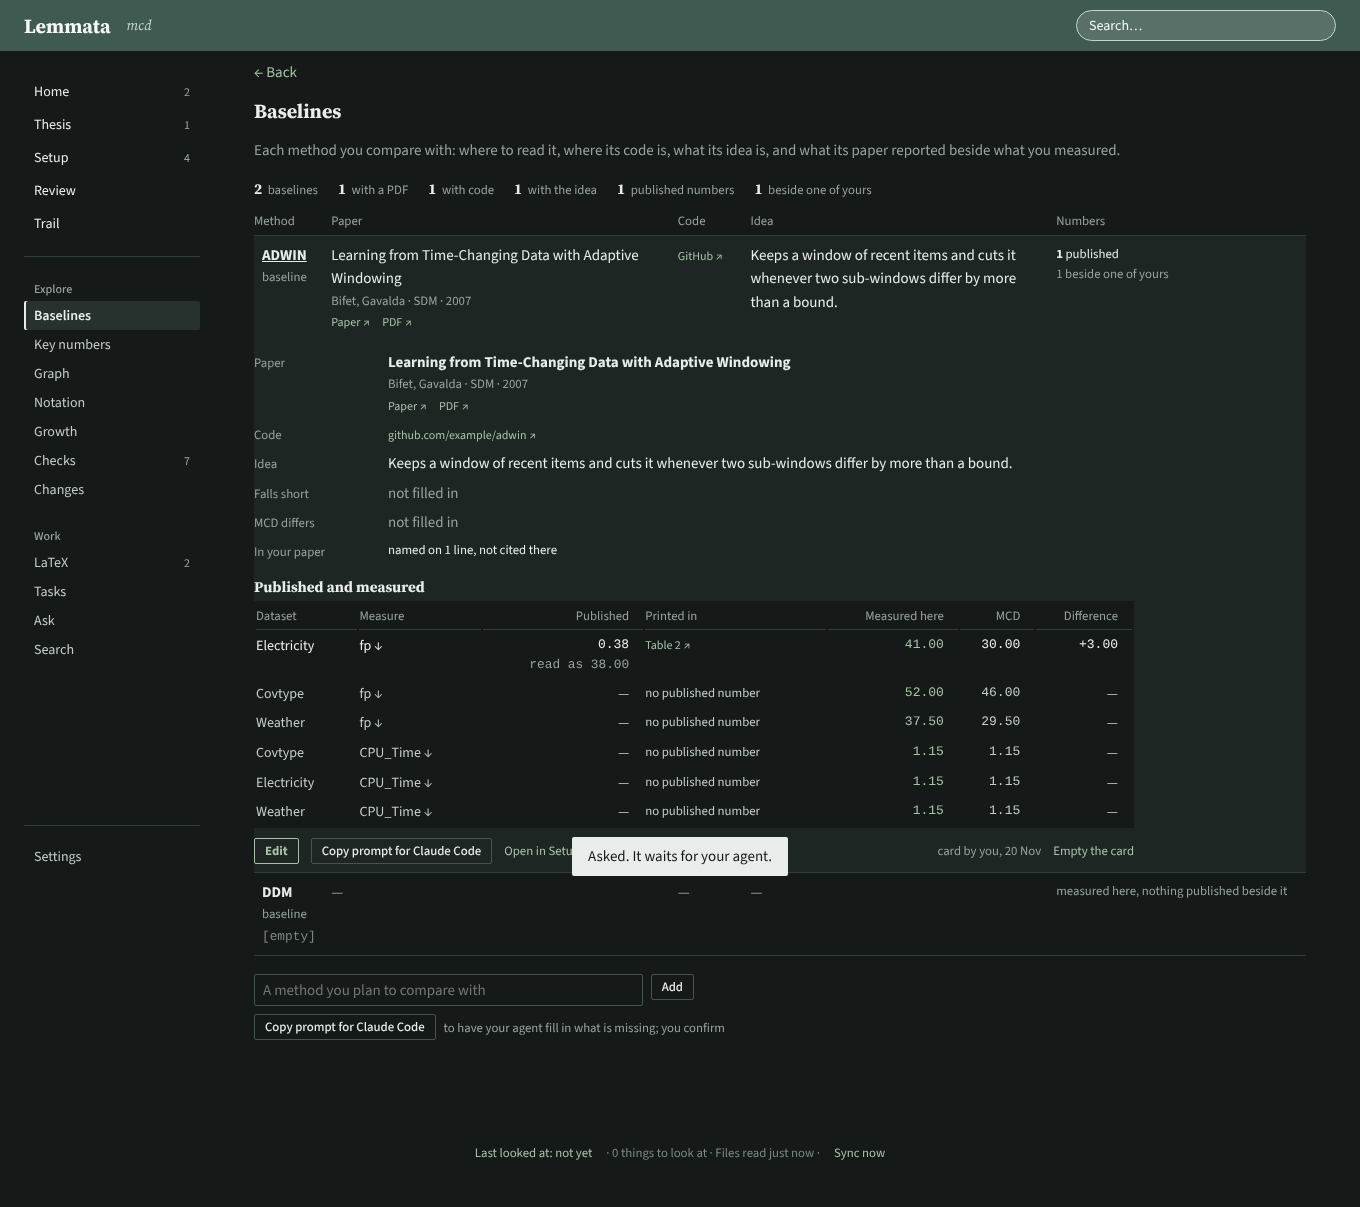 Lemmata mcd Search…
Home 2
Thesis 1
Setup 4
Review
Trail
Explore
Baselines
Key numbers
Graph
Notation
Growth
Checks 7
Changes
Work
LaTeX 2
Tasks
Ask
Search
Settings
← Back
Baselines
Each method you compare with: where to read it, where its code is, what its idea is, and what its paper reported beside what you measured.
2 baselines 1 with a PDF 1 with code 1 with the idea 1 published numbers 1 beside one of yours
Method Paper Code Idea Numbers
ADWIN
baseline
Learning from Time-Changing Data with Adaptive
Windowing
Bifet, Gavalda · SDM · 2007
Paper ↗ PDF ↗
GitHub ↗
Keeps a window of recent items and cuts it
whenever two sub-windows differ by more
than a bound.
1 published
1 beside one of yours
Paper Learning from Time-Changing Data with Adaptive Windowing
Bifet, Gavalda · SDM · 2007
Paper ↗ PDF ↗
Code github.com/example/adwin ↗
Idea Keeps a window of recent items and cuts it whenever two sub-windows differ by more than a bound.
Falls short not filled in
MCD differs not filled in
In your paper named on 1 line, not cited there
Published and measured
Dataset Measure Published Printed in Measured here MCD Difference
Electricity fp ↓ 0.38 Table 2 ↗ 41.00 30.00 +3.00
read as 38.00
Covtype fp ↓ — no published number 52.00 46.00 —
Weather fp ↓ — no published number 37.50 29.50 —
Covtype CPU_Time ↓ — no published number 1.15 1.15 —
Electricity CPU_Time ↓ — no published number 1.15 1.15 —
Weather CPU_Time ↓ — no published number 1.15 1.15 —
Edit Copy prompt for Claude Code Open in Setu card by you, 20 Nov Empty the card
Asked. It waits for your agent.
DDM — — — measured here, nothing published beside it
baseline
[empty]
A method you plan to compare with Add
Copy prompt for Claude Code to have your agent fill in what is missing; you confirm
Last looked at: not yet · 0 things to look at · Files read just now · Sync now